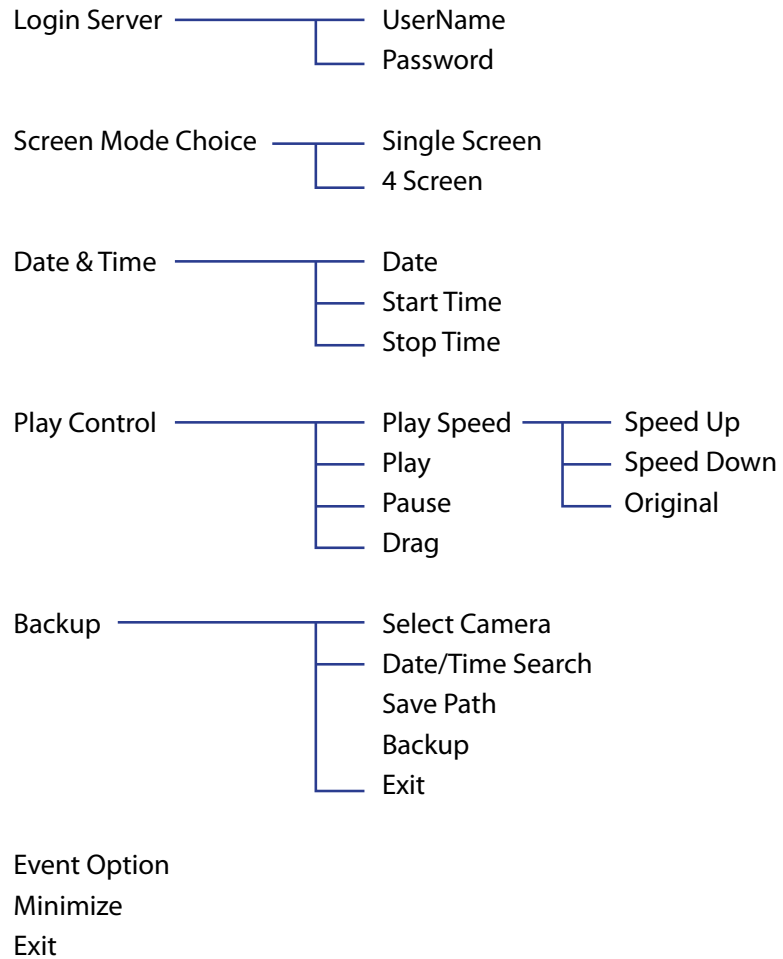 Login Server UserName
Password
Screen Mode Choice Single Screen
4 Screen
Date & Time Date
Start Time
Stop Time
Play Control Play Speed Speed Up
Play Speed Down
Pause Original
Drag
Backup Select Camera
Date/Time Search
Save Path
Backup
Exit
Event Option
Minimize
Exit